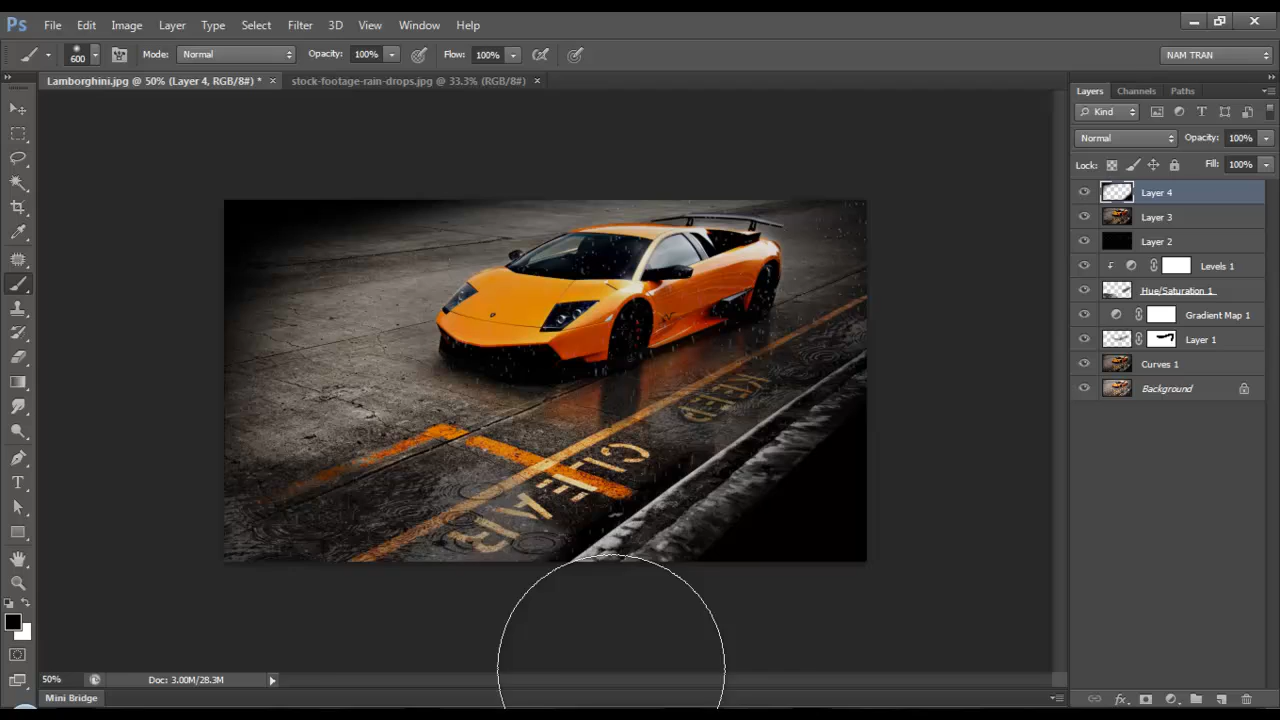 Ps File Edit Image Layer Type Select Filter 3D View Window Help
600 Mode: Normal Opacity: 100% Flow: 100% NAM TRAN
Lamborghini.jpg @ 50% (Layer 4, RGB/8#) * × stock-footage-rain-drops.jpg @ 33.3% (RGB/8#) ×
Layers Channels Paths
Kind
Normal Opacity: 100%
Lock: Fill: 100%
Layer 4
Layer 3
Layer 2
Levels 1
Hue/Saturation 1
Gradient Map 1
Layer 1
Curves 1
Background
KEEP
CLEAR
50% Doc: 3.00M/28.3M
Mini Bridge